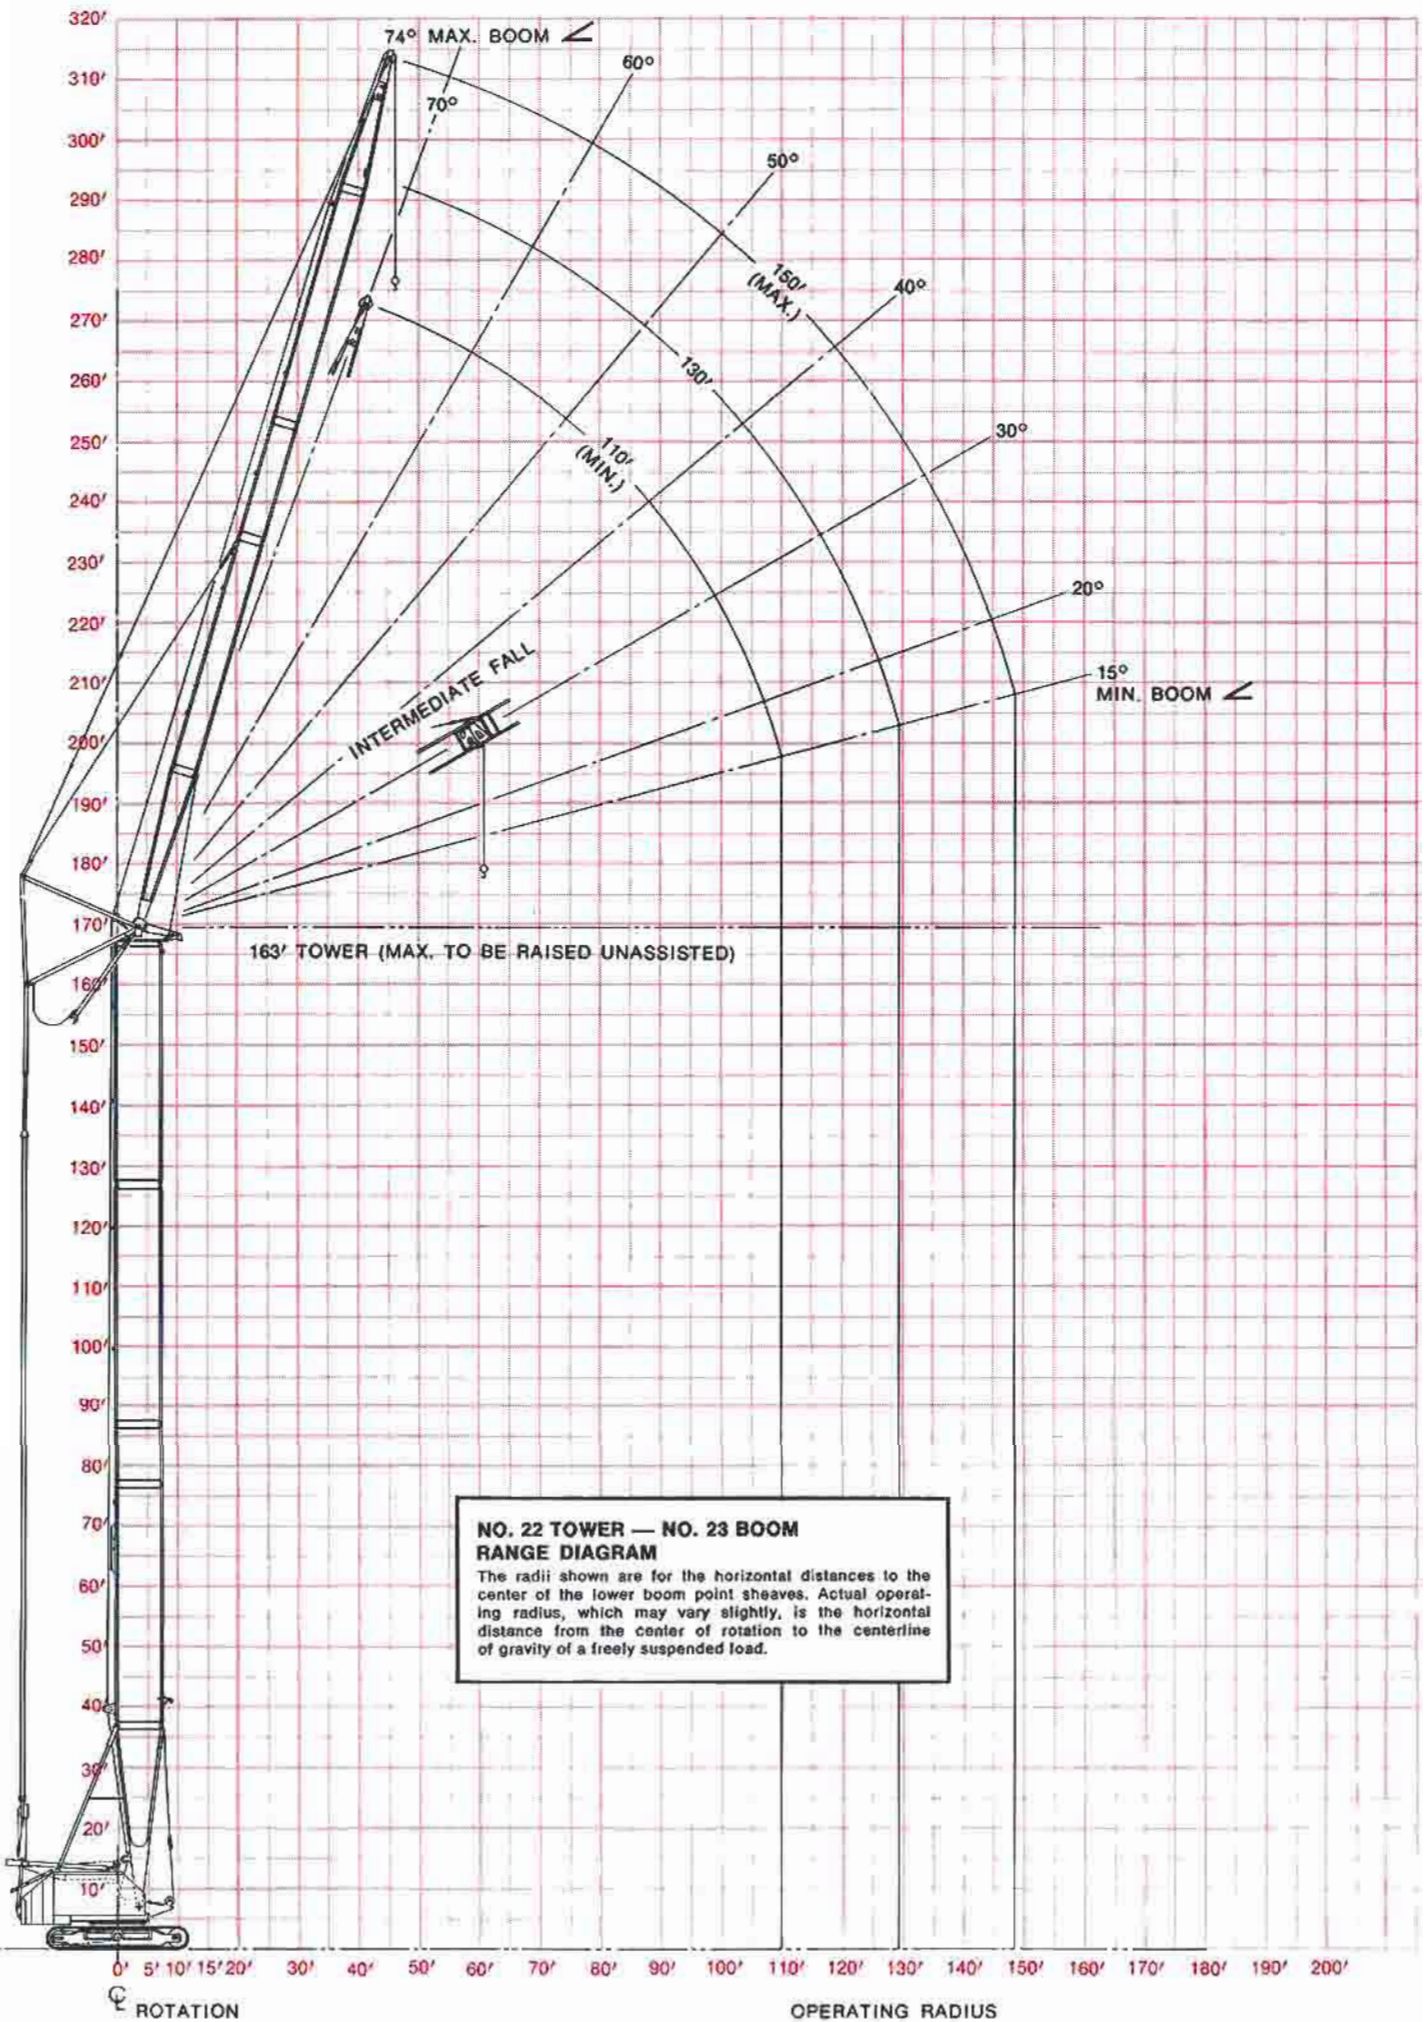 320'
74° MAX. BOOM ∠
60°
310'
70°
300'
50°
290'
280'
150'
(MAX.)
40°
270'
260'
130'
250'
110'
(MIN.)
30°
240'
230'
220'
20°
INTERMEDIATE FALL
210'
15°
MIN. BOOM ∠
200'
190'
180'
170'
163' TOWER (MAX. TO BE RAISED UNASSISTED)
160'
150'
140'
130'
120'
110'
100'
90'
80'
70'
60'
50'
40'
30'
20'
10'
NO. 22 TOWER — NO. 23 BOOM
RANGE DIAGRAM
The radii shown are for the horizontal distances to the
center of the lower boom point sheaves. Actual operat-
ing radius, which may vary slightly, is the horizontal
distance from the center of rotation to the centerline
of gravity of a freely suspended load.
0' 5' 10' 15' 20' 30' 40' 50' 60' 70' 80' 90' 100' 110' 120' 130' 140' 150' 160' 170' 180' 190' 200'
℄ ROTATION
OPERATING RADIUS